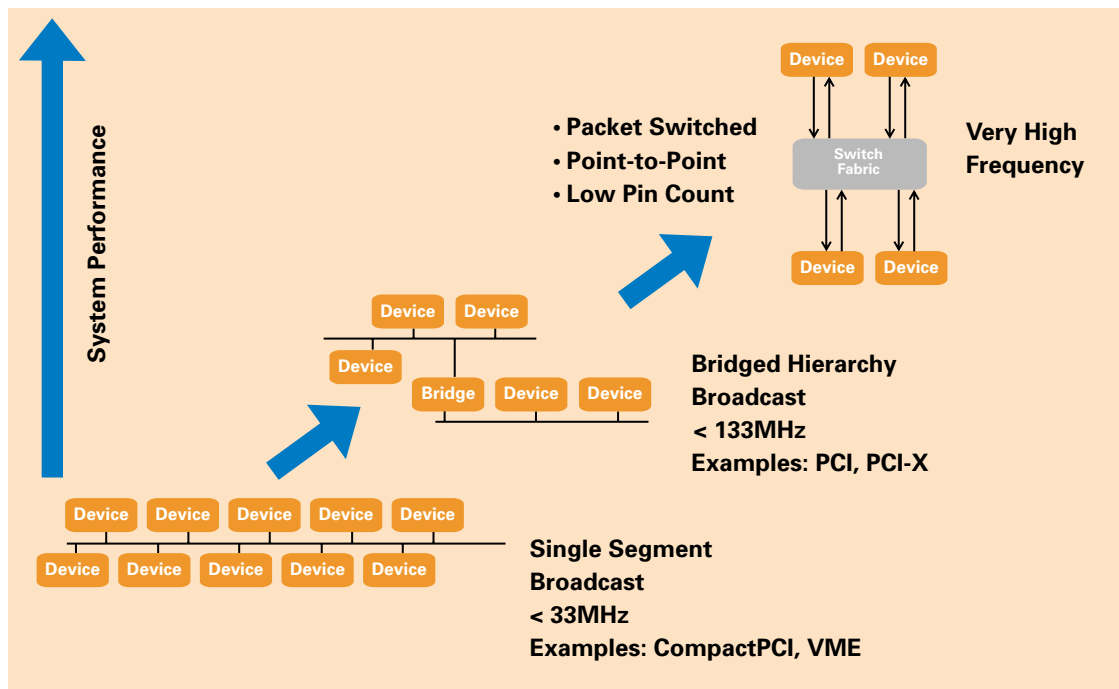 Device Device
• Packet Switched
• Point-to-Point
• Low Pin Count
Switch
Fabric
Very High
Frequency
Device Device
System Performance
Device Device
Device
Bridge Device Device
Bridged Hierarchy
Broadcast
< 133MHz
Examples: PCI, PCI-X
Device Device Device Device Device
Device Device Device Device Device
Single Segment
Broadcast
< 33MHz
Examples: CompactPCI, VME